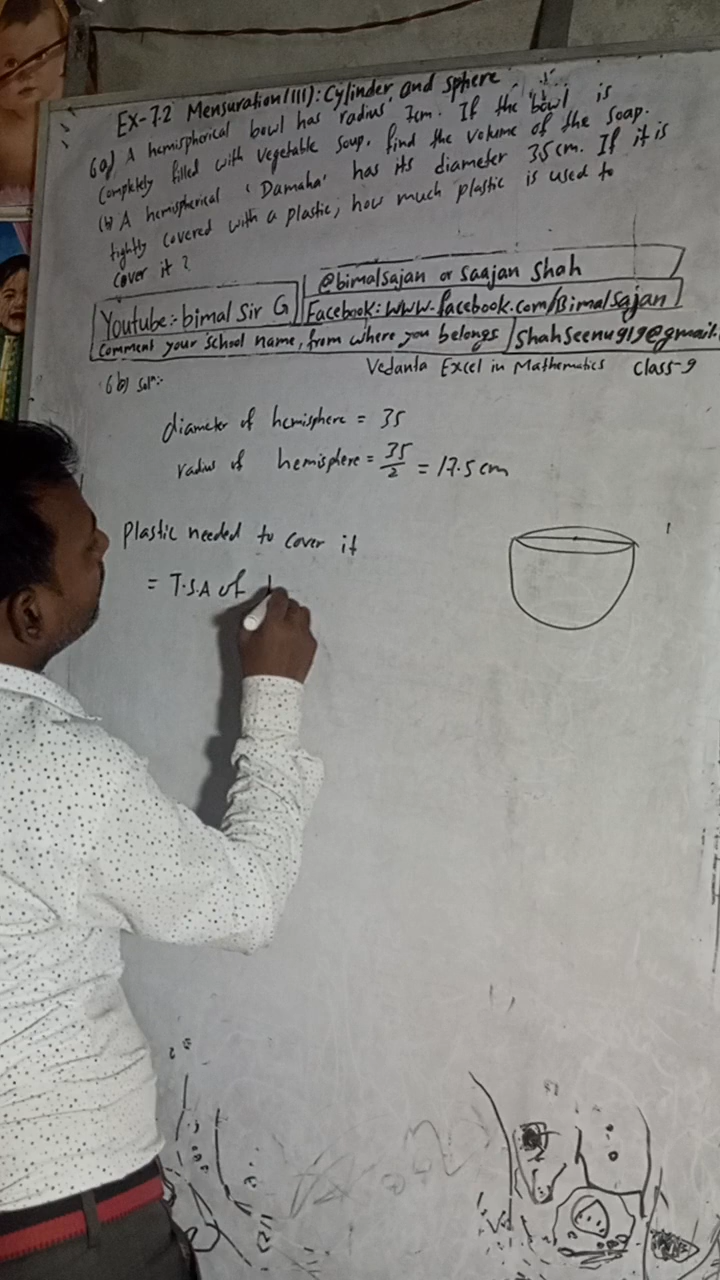 Ex-7.2 Mensuration(III): Cylinder and sphere
6a) A hemispherical bowl has radius 7cm. If the bowl is
completely filled with vegetable soup, find the volume of the soap.
(b) A hemispherical 'Damaha' has its diameter 35cm. If it is
tightly covered with a plastic, how much plastic is used to
cover it?
@bimalsajan or saajan shah
Youtube:- bimal Sir G
Facebook: www.facebook.com/Bimalsajan
Comment your school name, from where you belongs
shahseenu919@gmail.
Vedanta Excel in Mathematics class-9
6b) solⁿ:-
diameter of hemisphere = 35
radius of hemisphere = 35/2 = 17.5 cm
Plastic needed to cover it
= T.S.A of